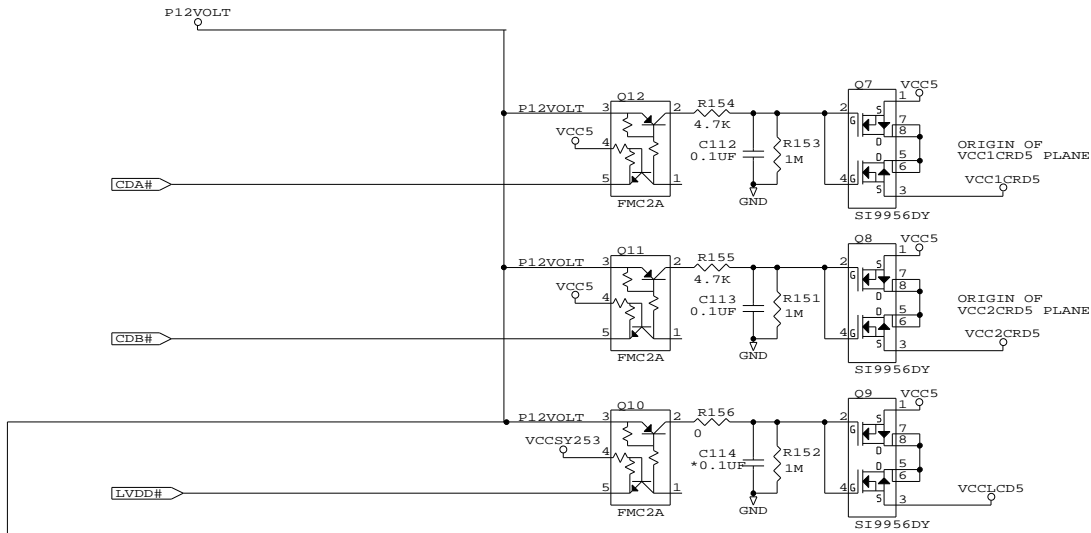 P12VOLT
Q12
P12VOLT 3 2 R154
4.7K
VCC5 4
CDA# 5 1
FMC2A
C112
0.1UF
R153
1M
GND
Q7
VCC5
1
2 G S 7
8
D
D 5
6
4 G S 3
SI9956DY
ORIGIN OF
VCC1CRD5 PLANE
VCC1CRD5
Q11
P12VOLT 3 2 R155
4.7K
VCC5 4
CDB# 5 1
FMC2A
C113
0.1UF
R151
1M
GND
Q8
VCC5
1
2 G S 7
8
D
D 5
6
4 G S 3
SI9956DY
ORIGIN OF
VCC2CRD5 PLANE
VCC2CRD5
Q10
P12VOLT 3 2 R156
0
VCCSY253 4
LVDD# 5 1
FMC2A
C114
*0.1UF
R152
1M
GND
Q9
VCC5
1
2 G S 7
8
D
D 5
6
4 G S 3
SI9956DY
VCCLCD5